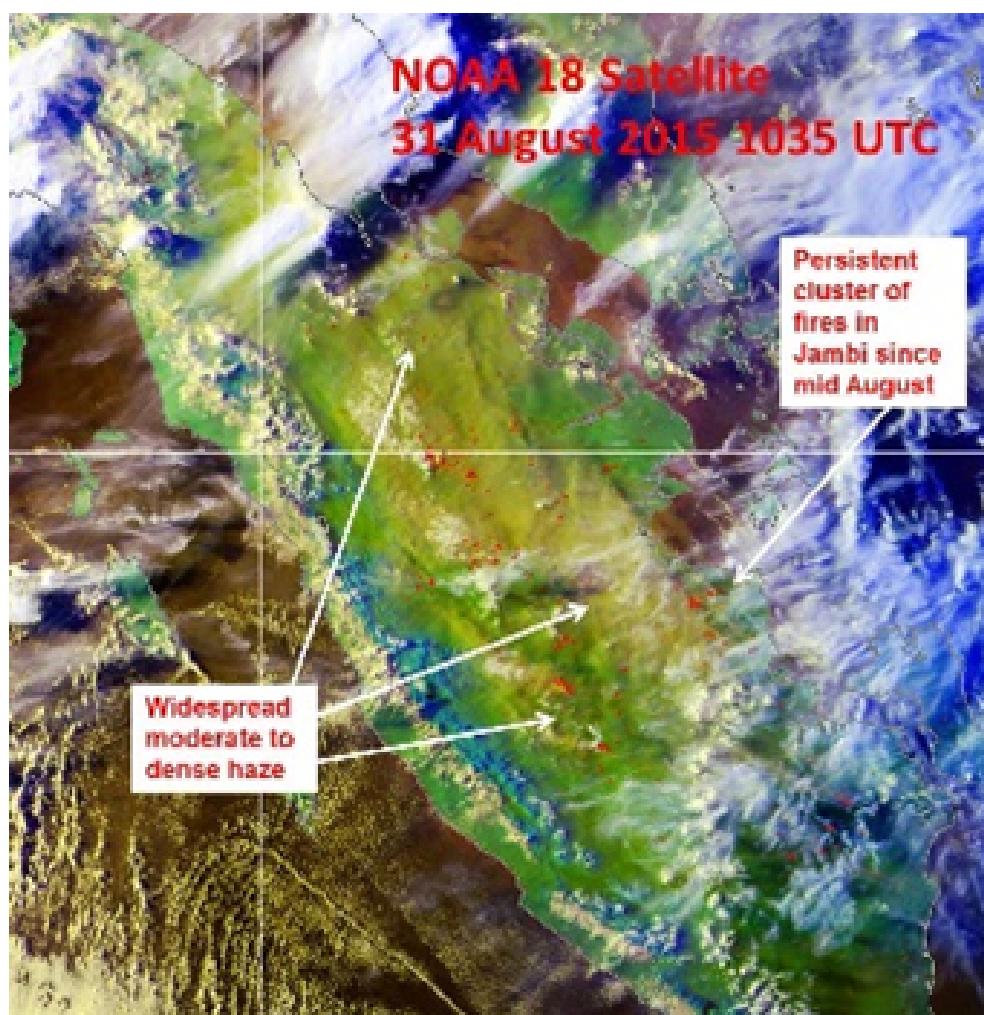 NOAA 18 Satellite
31 August 2015 1035 UTC
Persistent
cluster of
fires in
Jambi since
mid August
Widespread
moderate to
dense haze